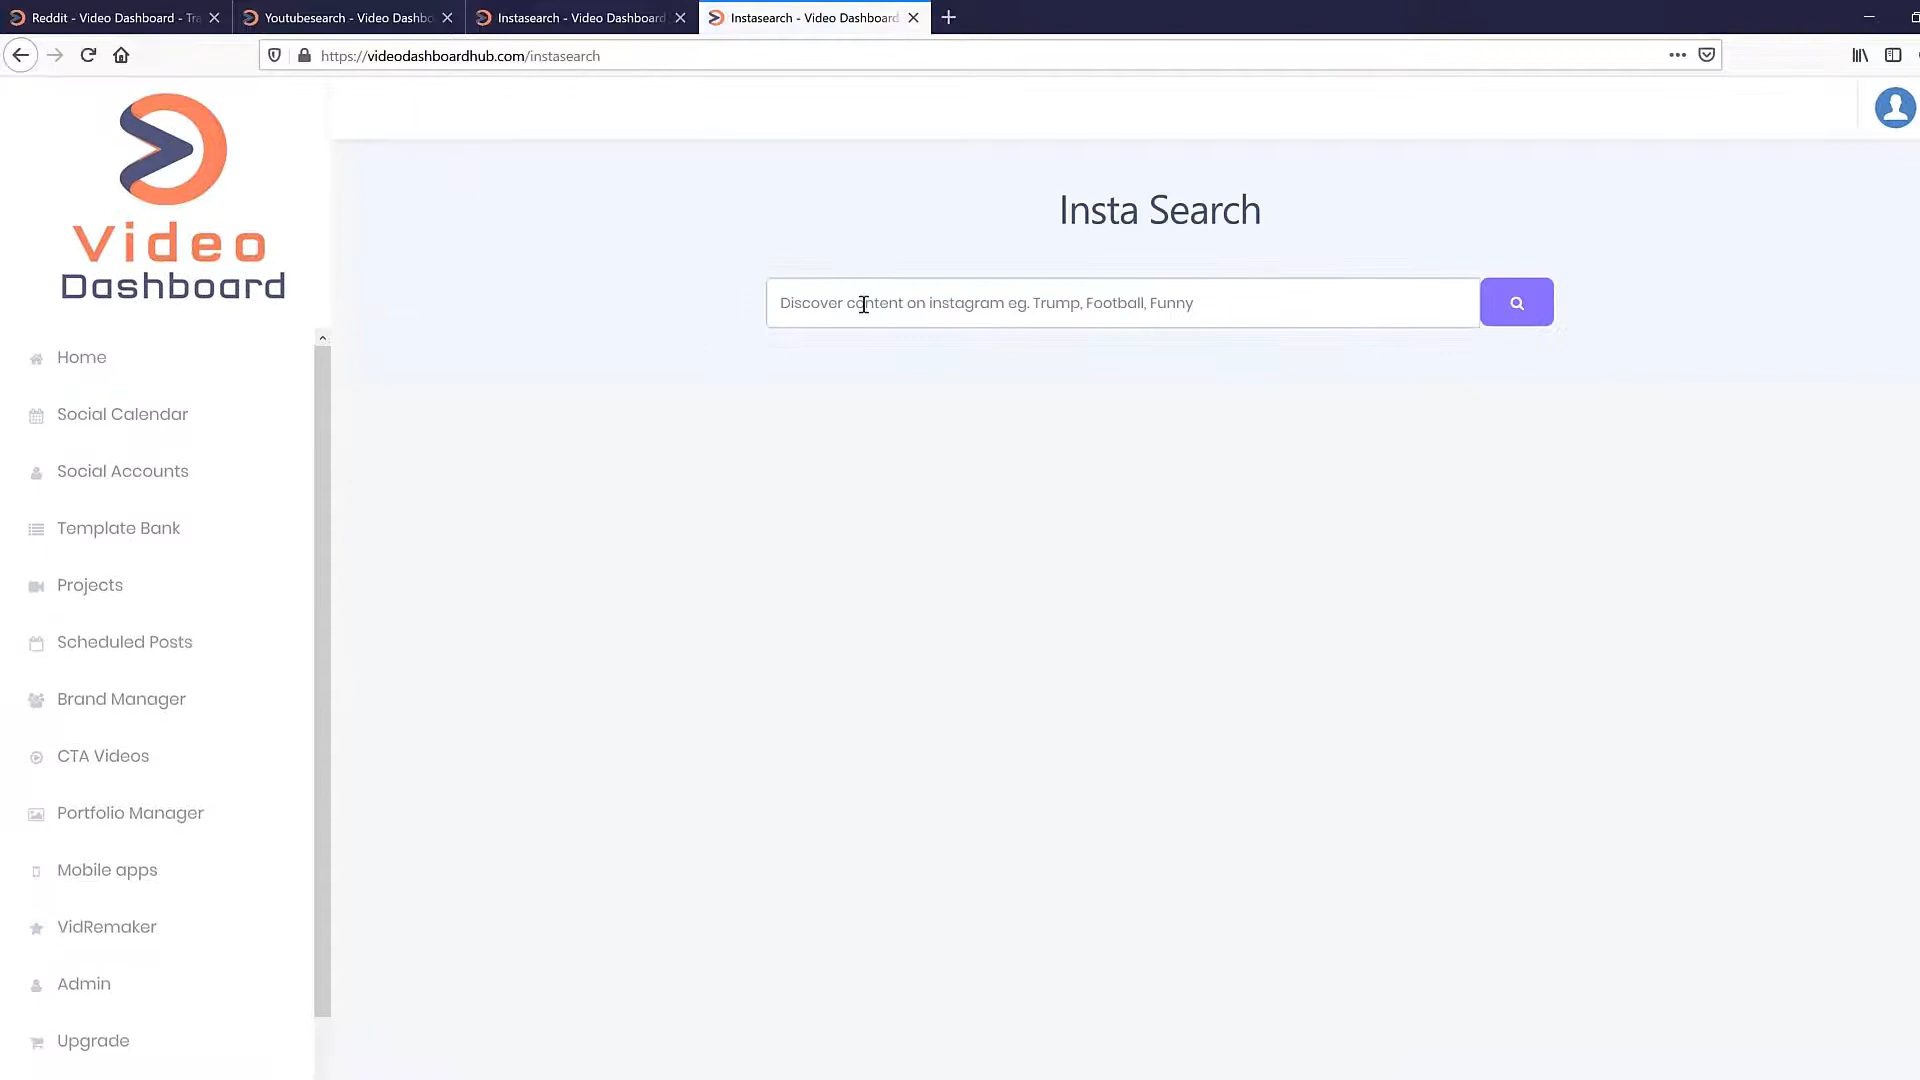 Reddit - Video Dashboard - Tra
Youtubesearch - Video Dashbo
Instasearch - Video Dashboard
Instasearch - Video Dashboard
https://videodashboardhub.com/instasearch
Video
Dashboard
Insta Search
Discover content on instagram eg. Trump, Football, Funny
Home
Social Calendar
Social Accounts
Template Bank
Projects
Scheduled Posts
Brand Manager
CTA Videos
Portfolio Manager
Mobile apps
VidRemaker
Admin
Upgrade